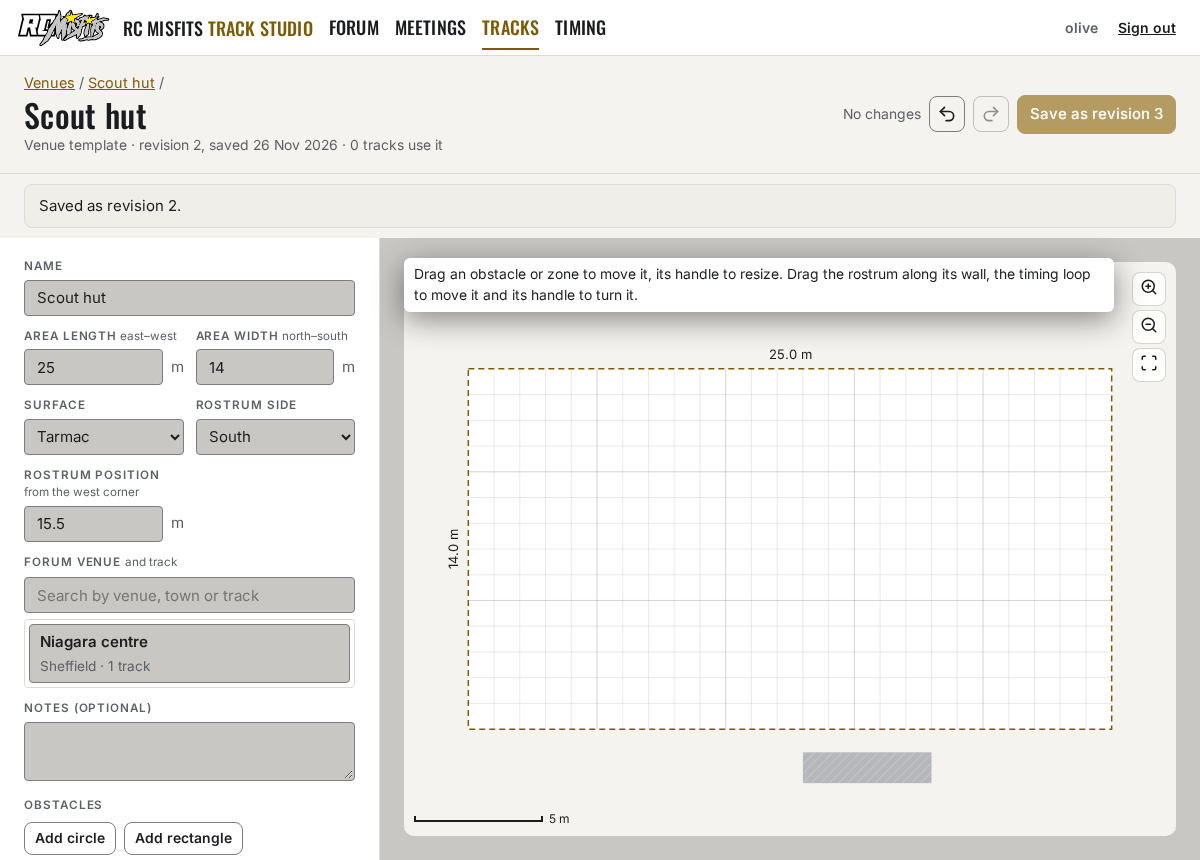 RC Misfits
RC MISFITS TRACK STUDIO
FORUM
MEETINGS
TRACKS
TIMING
olive
Sign out
Venues / Scout hut /
Scout hut
Venue template · revision 2, saved 26 Nov 2026 · 0 tracks use it
No changes
Save as revision 3
Saved as revision 2.
NAME
Scout hut
AREA LENGTH east–west
25 m
AREA WIDTH north–south
14 m
SURFACE
Tarmac
ROSTRUM SIDE
South
ROSTRUM POSITION
from the west corner
15.5 m
FORUM VENUE and track
Search by venue, town or track
Niagara centre
Sheffield · 1 track
NOTES (OPTIONAL)
OBSTACLES
Add circle
Add rectangle
Drag an obstacle or zone to move it, its handle to resize. Drag the rostrum along its wall, the timing loop
to move it and its handle to turn it.
25.0 m
14.0 m
5 m